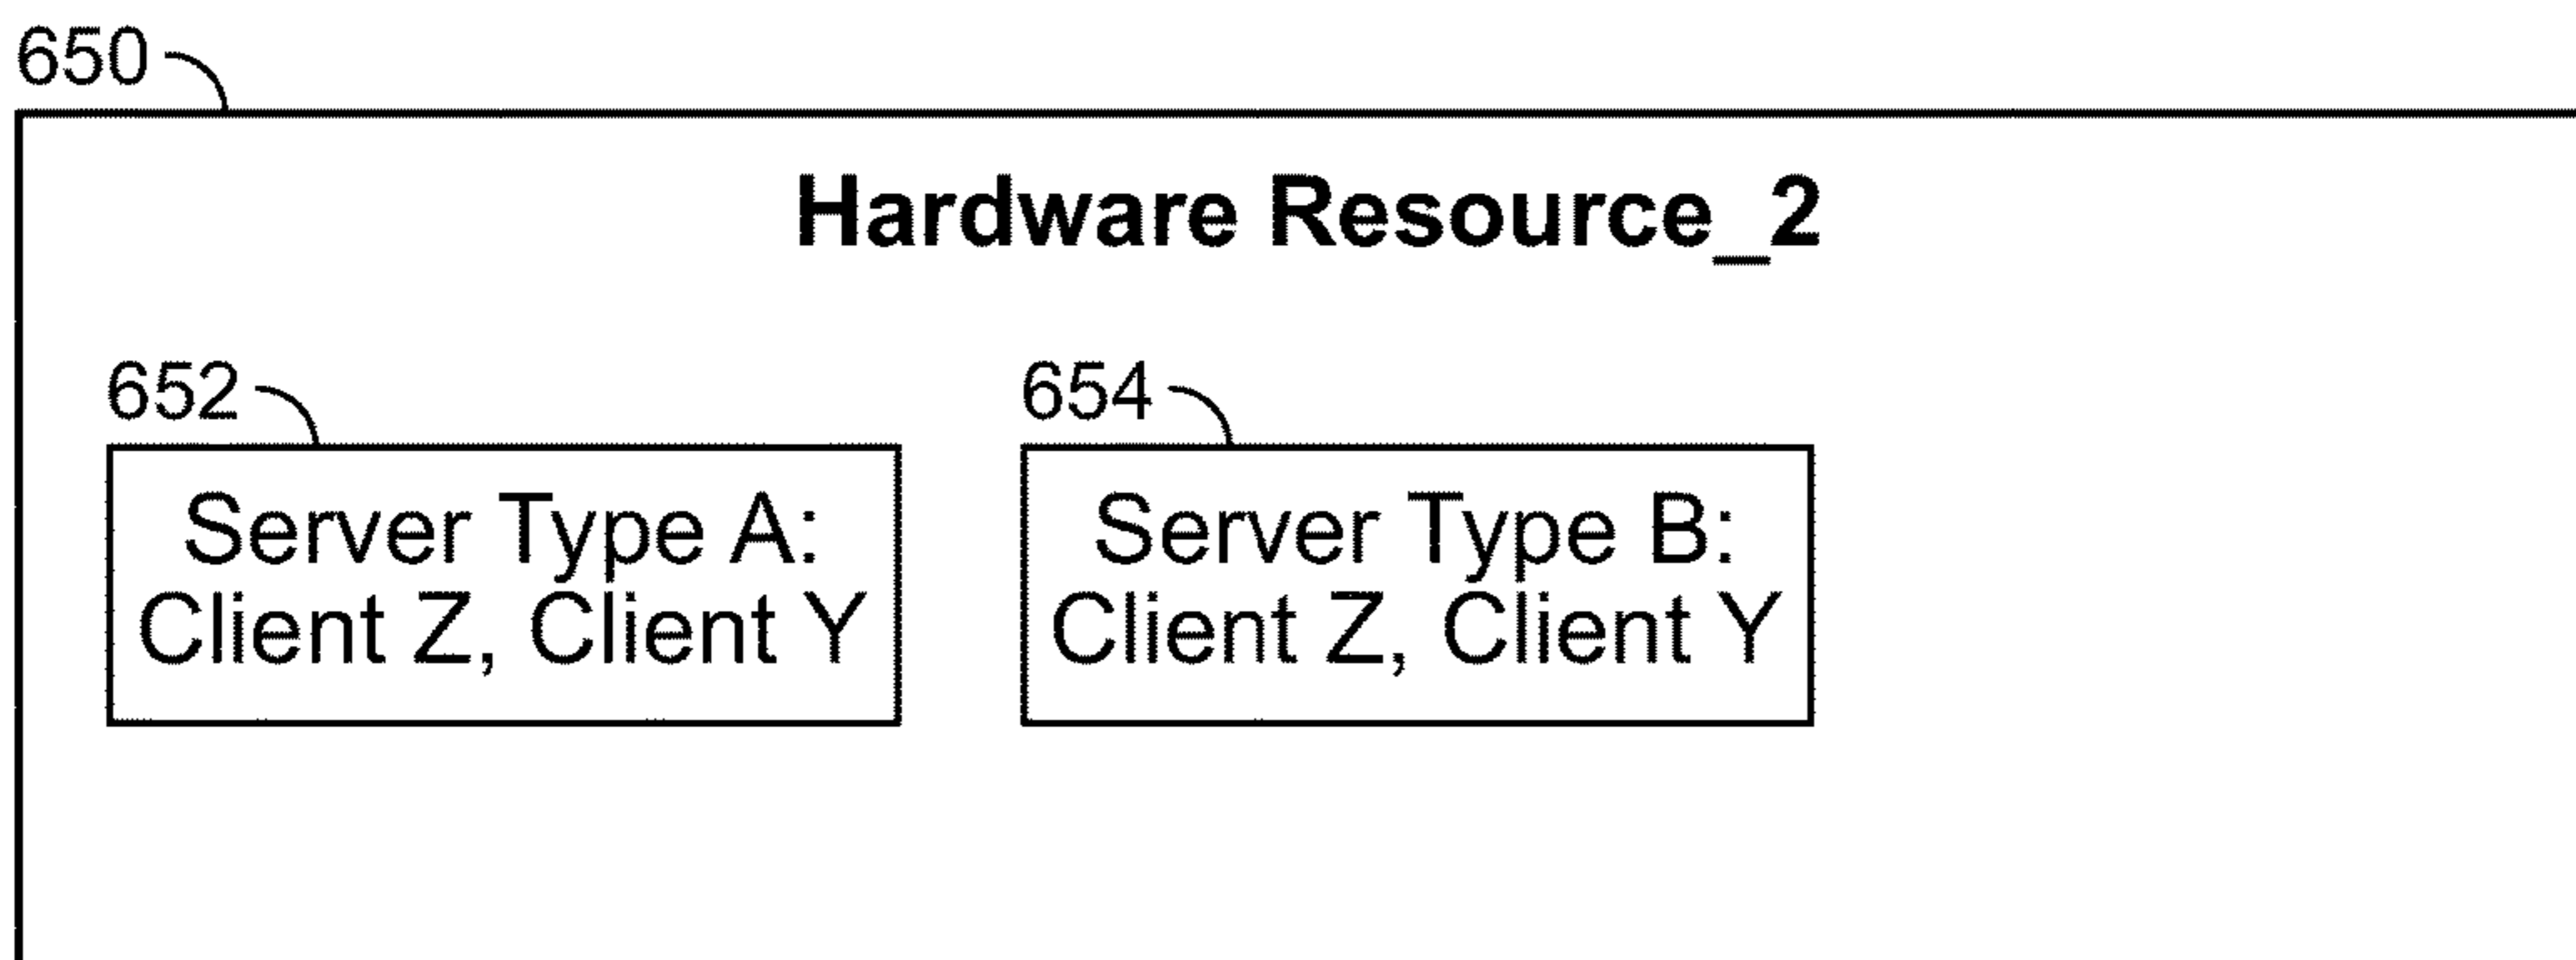 650
Hardware Resource_2
652
654
Server Type A:
Client Z, Client Y
Server Type B:
Client Z, Client Y